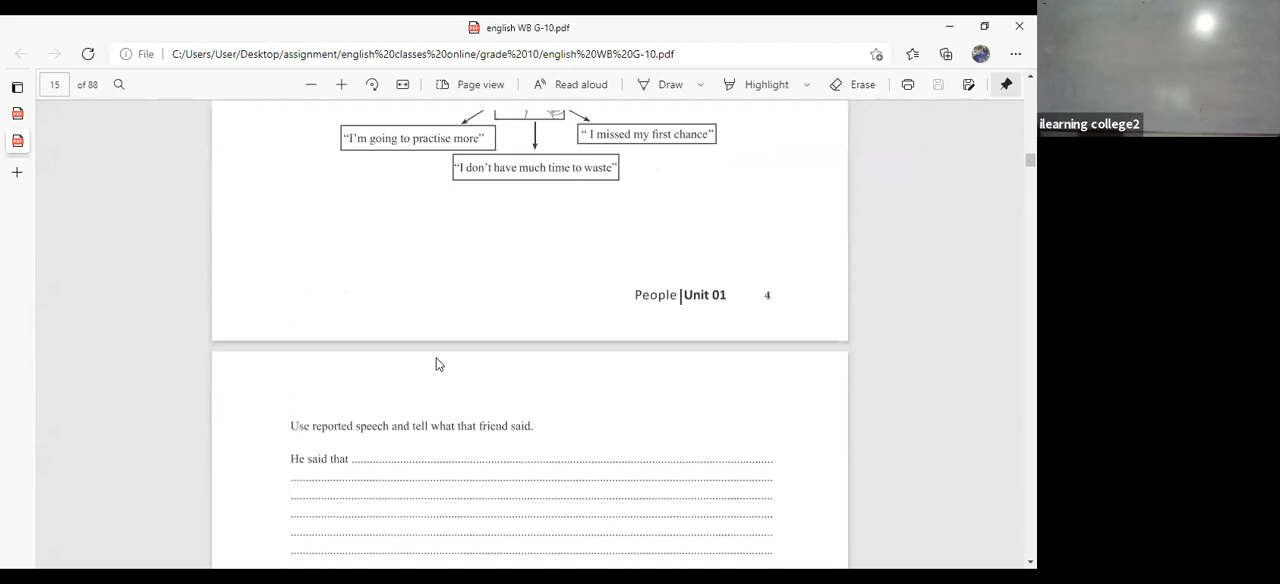 english WB G-10.pdf
File
C:/Users/User/Desktop/assignment/english%20classes%20online/grade%2010/english%20WB%20G-10.pdf
15 of 88
Page view
Read aloud
Draw
Highlight
Erase
ilearning college2
“I’m going to practise more”
“ I missed my first chance”
“I don’t have much time to waste”
People|Unit 01 4
Use reported speech and tell what that friend said.
He said that ..........................................................................................